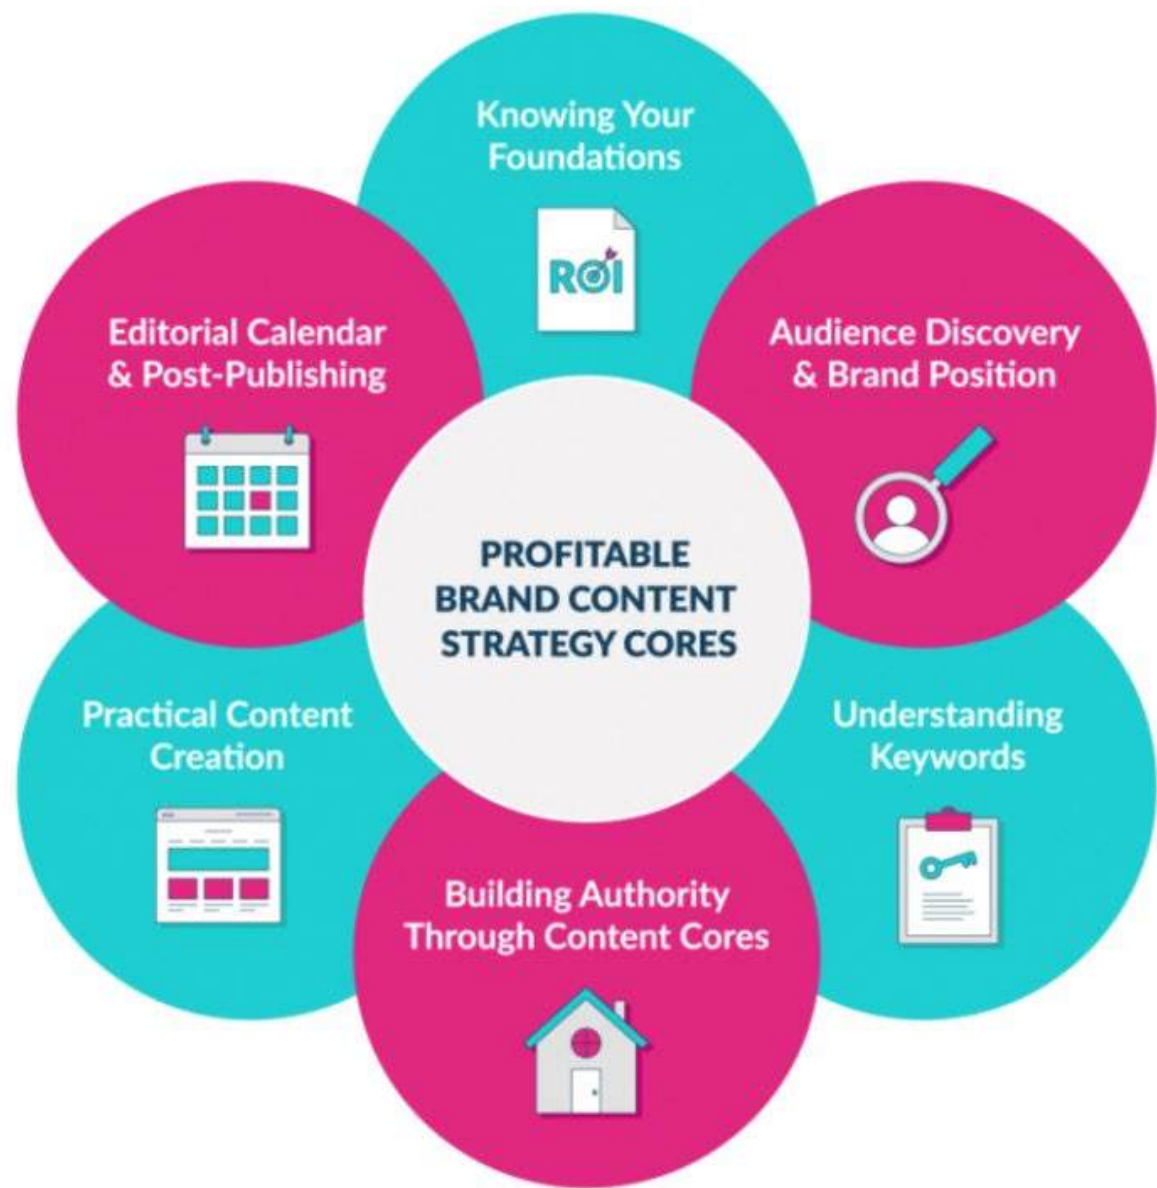 Knowing Your
Foundations
ROI
Audience Discovery
& Brand Position
Understanding
Keywords
Building Authority
Through Content Cores
Practical Content
Creation
Editorial Calendar
& Post-Publishing
PROFITABLE
BRAND CONTENT
STRATEGY CORES